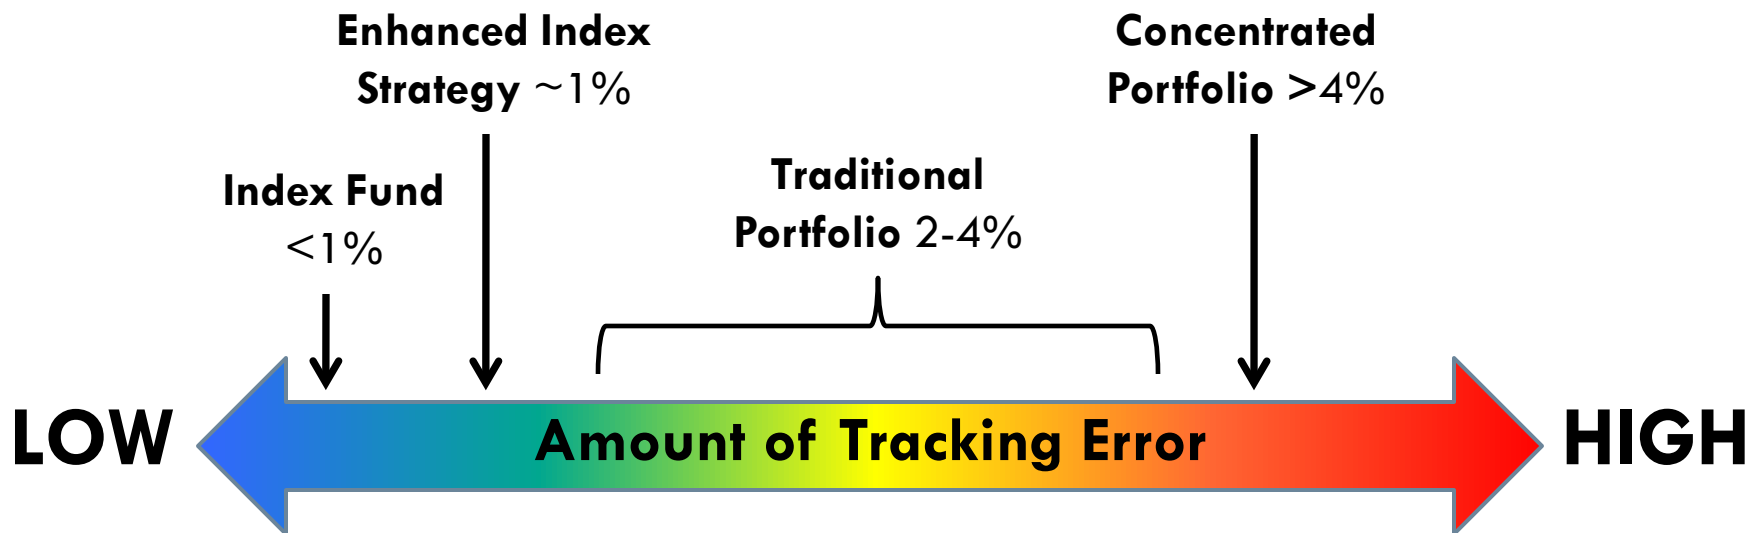 Enhanced Index
Strategy ~1%
Concentrated
Portfolio >4%
Index Fund
<1%
Traditional
Portfolio 2-4%
LOW
Amount of Tracking Error
HIGH